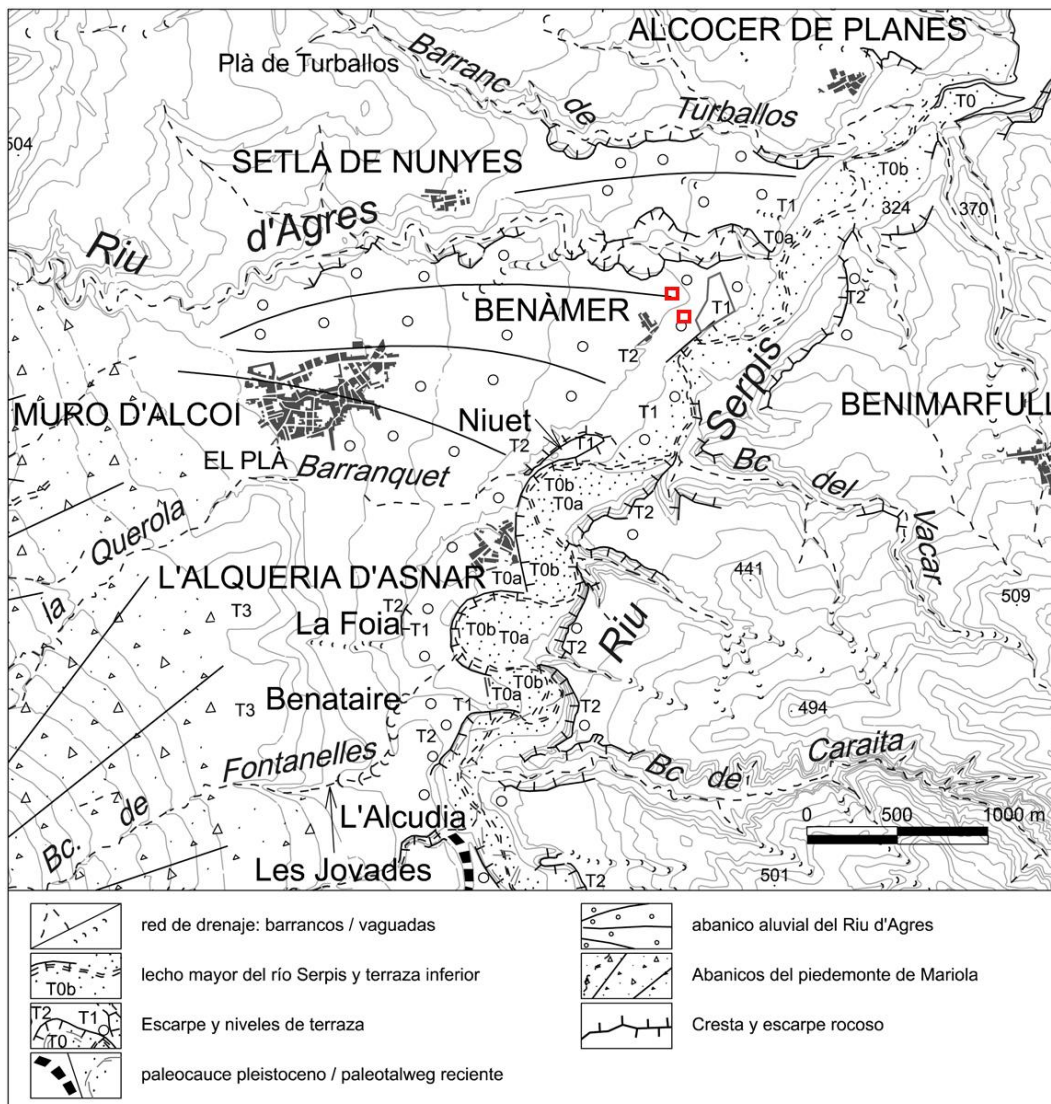 ALCOCER DE PLANES
Plà de Turballos
Barranc de Turballos
T0
504
SETLA DE NUNYES
T0b
324
370
T1
T0a
Riu d'Agres
BENÀMER
T1
T2
T2
MURO D'ALCOI
Niuet
T1
Serpis
BENIMARFULL
EL PLÀ
Barranquet
T2
T1
Bc del Vacar
la Querola
T0b
T0a
T2
L'ALQUERIA D'ASNAR
T0a
T0b
441
509
T3
La Foia
T2
T1
T0b
T0a
Riu
T2
Benataire
T3
T1
T0b
T0a
T2
494
T2
Bc. de Fontanelles
Bc de Caraita
L'Alcudia
0 500 1000 m
Les Jovades
T2
501
red de drenaje: barrancos / vaguadas
abanico aluvial del Riu d'Agres
lecho mayor del río Serpis y terraza inferior
T0b
Abanicos del piedemonte de Mariola
Escarpe y niveles de terraza
T2
T1
T0
Cresta y escarpe rocoso
paleocauce pleistoceno / paleotalweg reciente